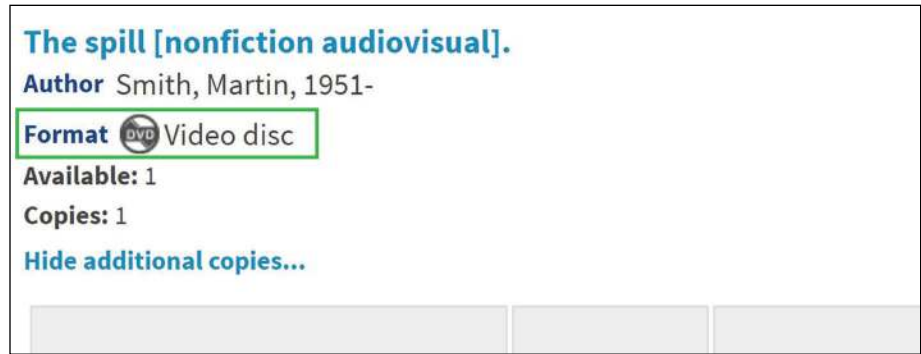 The spill [nonfiction audiovisual].
Author Smith, Martin, 1951-
Format DVD Video disc
Available: 1
Copies: 1
Hide additional copies...